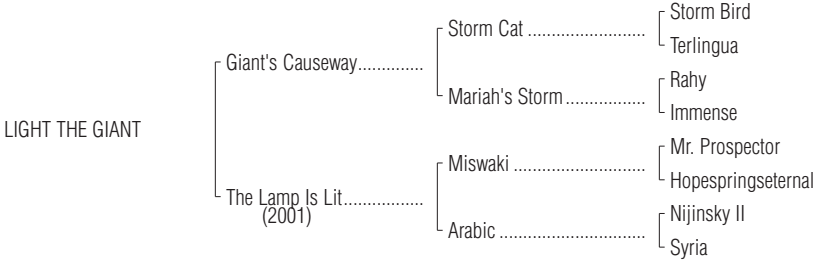 Storm Bird
Storm Cat ........................
Terlingua
Giant's Causeway..............
Rahy
Mariah's Storm .................
Immense
LIGHT THE GIANT
Mr. Prospector
Miswaki ...........................
Hopespringseternal
The Lamp Is Lit.................
(2001)
Nijinsky II
Arabic ..............................
Syria